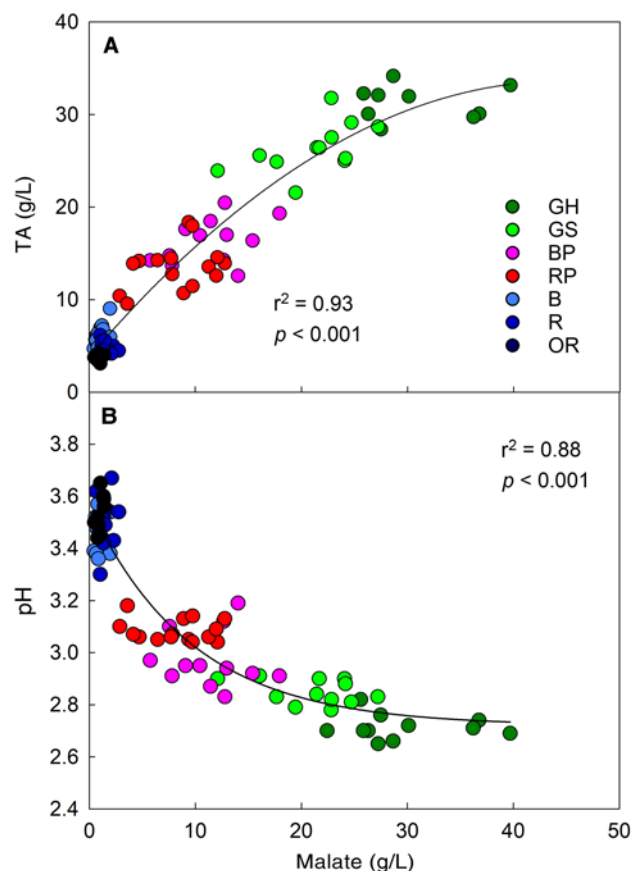 A
40
30
20
10
0
TA (g/L)
GH
GS
BP
RP
B
R
OR
r² = 0.93
p < 0.001
B
3.8
3.6
3.4
3.2
3.0
2.8
2.6
2.4
pH
r² = 0.88
p < 0.001
0 10 20 30 40 50
Malate (g/L)